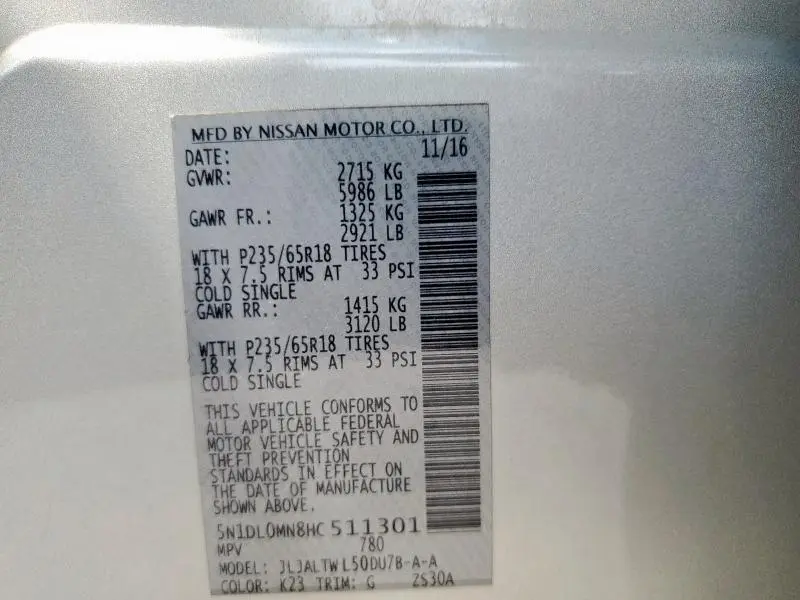 MFD BY NISSAN MOTOR CO., LTD.
DATE: 11/16
GVWR: 2715 KG
5986 LB
GAWR FR.: 1325 KG
2921 LB
WITH P235/65R18 TIRES
18 X 7.5 RIMS AT 33 PSI
COLD SINGLE
GAWR RR.: 1415 KG
3120 LB
WITH P235/65R18 TIRES
18 X 7.5 RIMS AT 33 PSI
COLD SINGLE
THIS VEHICLE CONFORMS TO
ALL APPLICABLE FEDERAL
MOTOR VEHICLE SAFETY AND
THEFT PREVENTION
STANDARDS IN EFFECT ON
THE DATE OF MANUFACTURE
SHOWN ABOVE.
5N1DL0MN8HC 511301
MPV 780
MODEL: JLJALTWL50DU7B-A-A
COLOR: K23 TRIM: G ZS30A